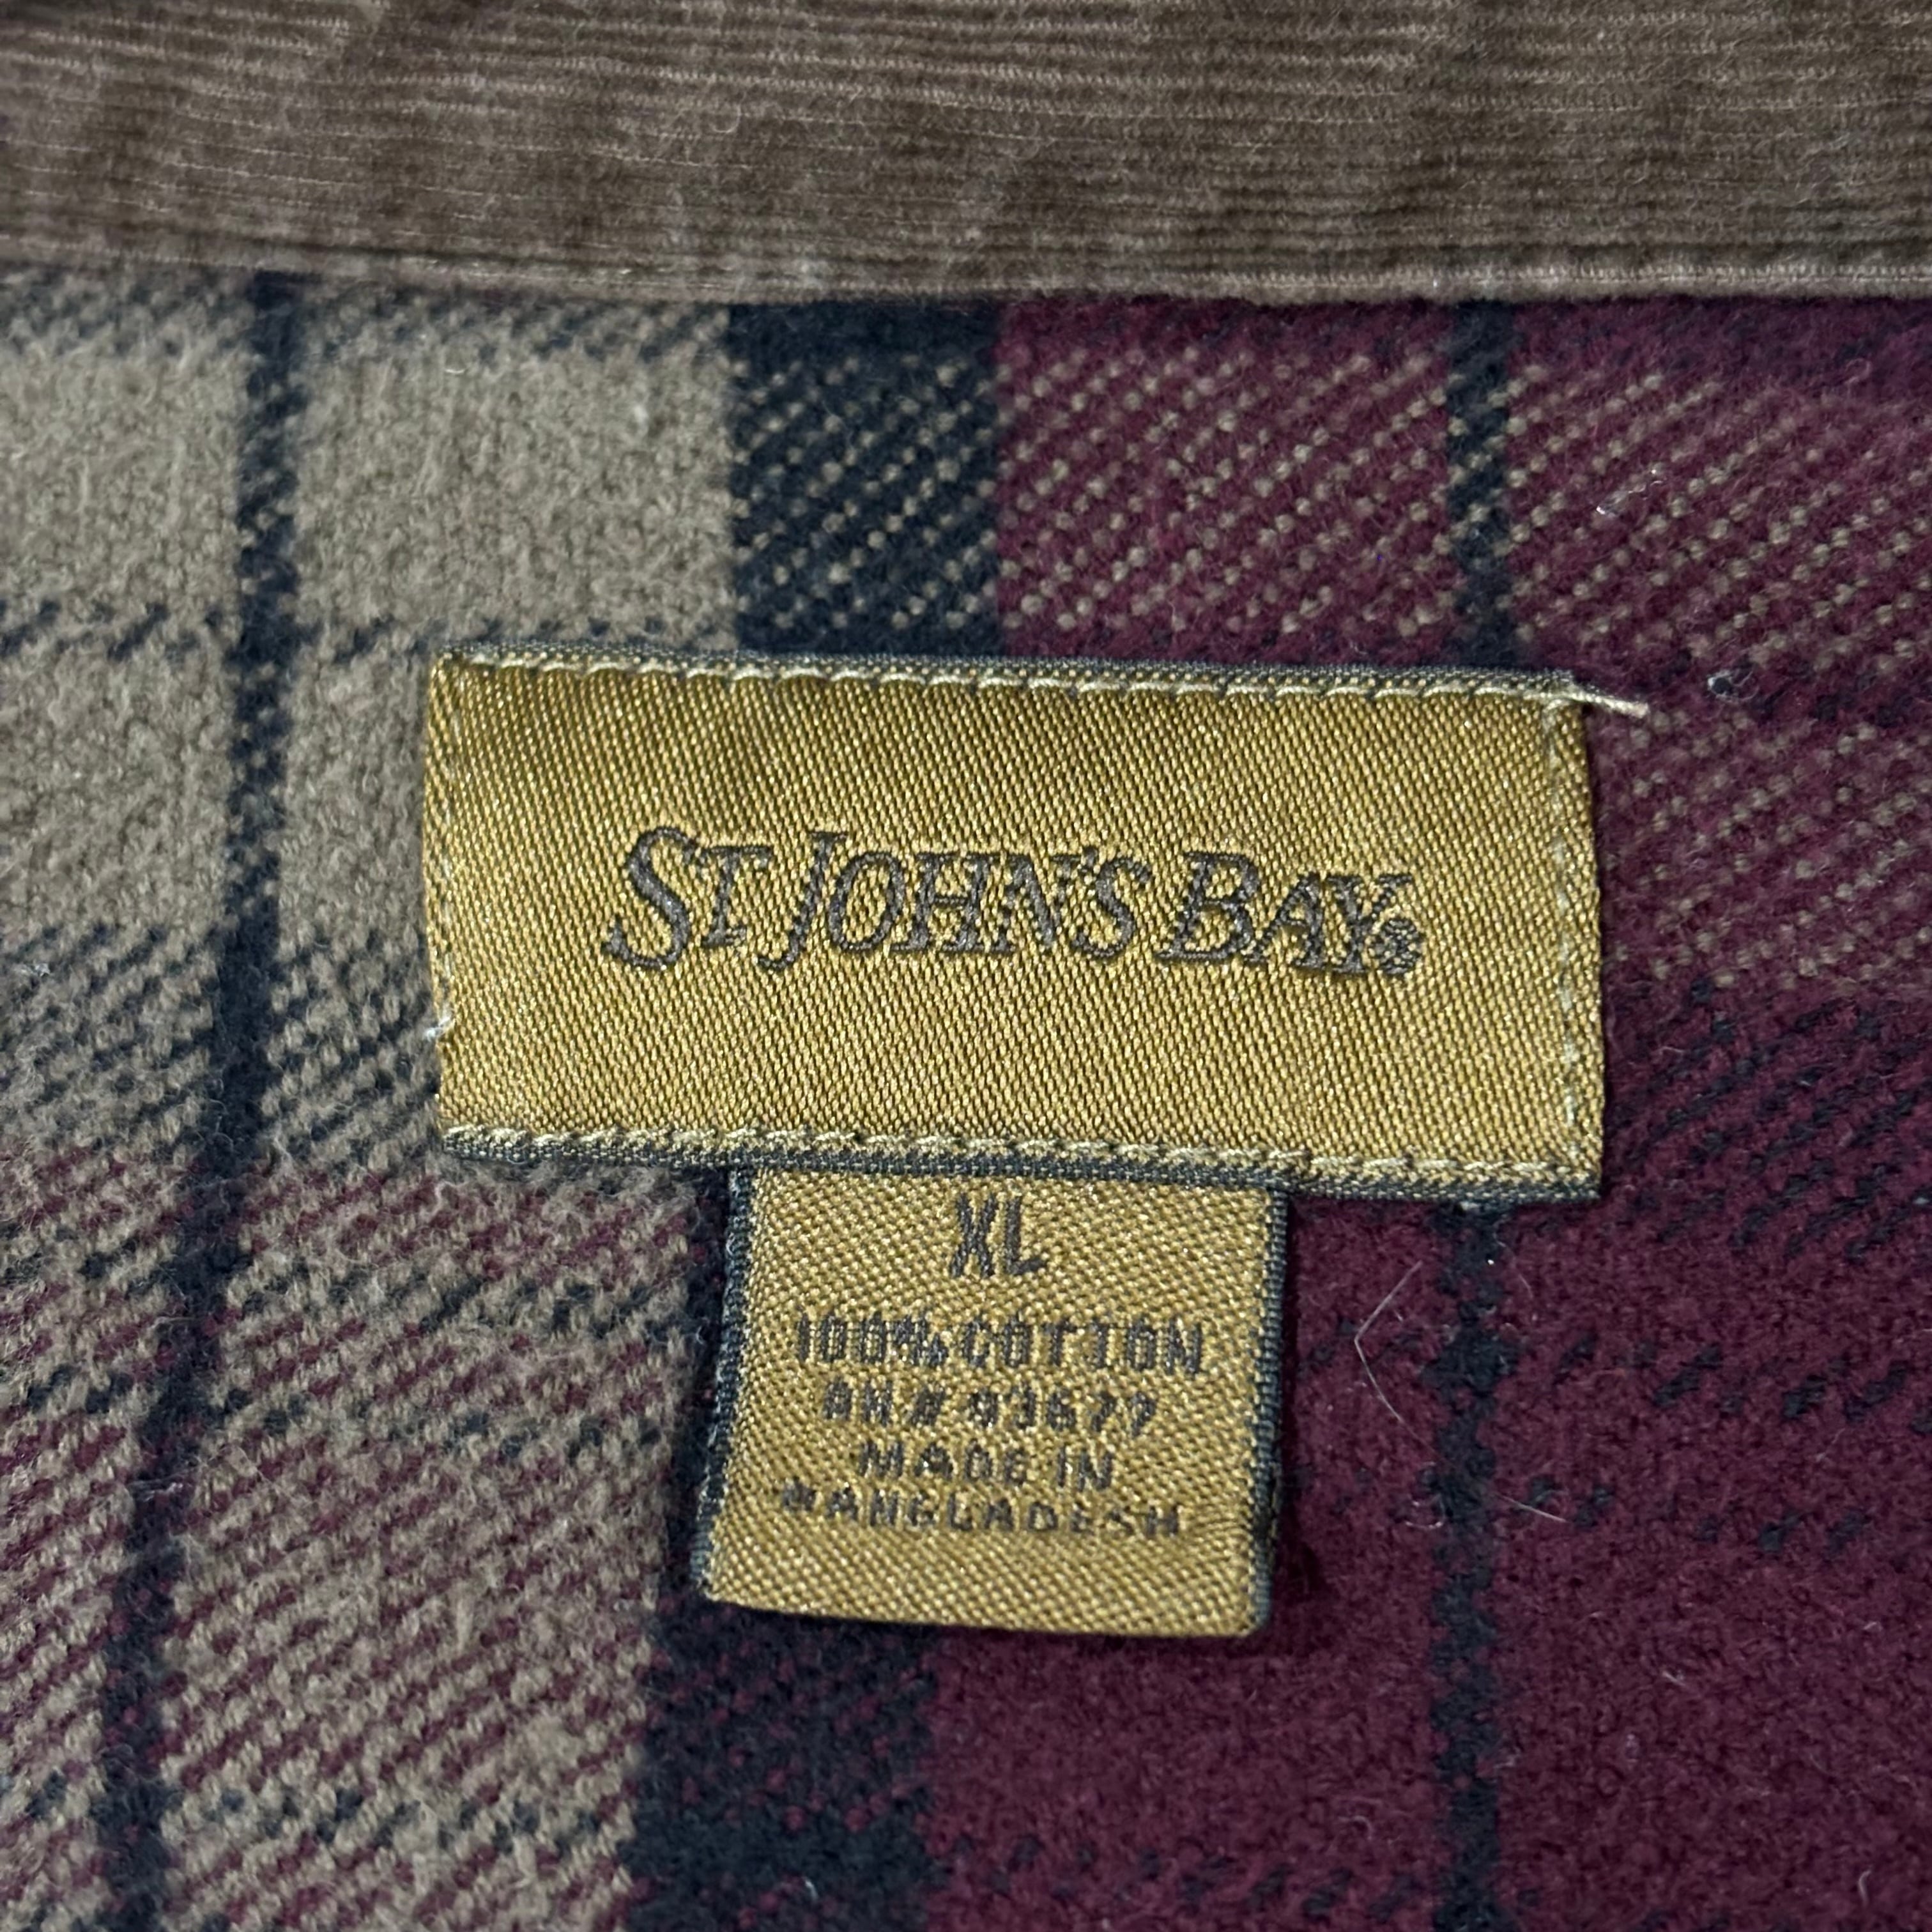 ST JOHN'S BAY®
XL
100% COTTON
RN# 93677
MADE IN
BANGLADESH